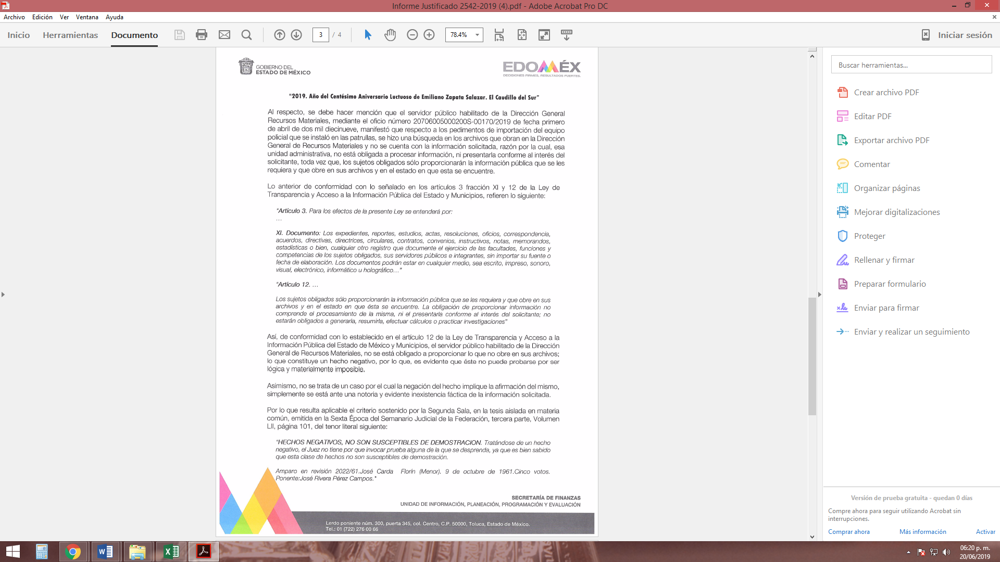 Informe Justificado 2542-2019 (4).pdf - Adobe Acrobat Pro DC
Archivo Edición Ver Ventana Ayuda
Inicio Herramientas Documento 3 / 4 78.4% Iniciar sesión
GOBIERNO DEL
ESTADO DE MÉXICO
EDOMÉX
DECISIONES FIRMES, RESULTADOS FUERTES.
"2019. Año del Centésimo Aniversario Luctuoso de Emiliano Zapata Salazar. El Caudillo del Sur"
Al respecto, se debe hacer mención que el servidor público habilitado de la Dirección General
Recursos Materiales, mediante el oficio número 20706005000200S-00170/2019 de fecha primero
de abril de dos mil diecinueve, manifestó que respecto a los pedimentos de importación del equipo
policial que se instaló en las patrullas, se hizo una búsqueda en los archivos que obran en la Dirección
General de Recursos Materiales y no se cuenta con la información solicitada, razón por la cual, esa
unidad administrativa, no está obligada a procesar información, ni presentarla conforme al interés del
solicitante, toda vez que, los sujetos obligados sólo proporcionarán la información pública que se les
requiera y que obre en sus archivos y en el estado en que esta se encuentre.
Lo anterior de conformidad con lo señalado en los artículos 3 fracción XI y 12 de la Ley de
Transparencia y Acceso a la Información Pública del Estado y Municipios, refieren lo siguiente:
"Artículo 3. Para los efectos de la presente Ley se entenderá por:
…
XI. Documento: Los expedientes, reportes, estudios, actas, resoluciones, oficios, correspondencia,
acuerdos, directivas, directrices, circulares, contratos, convenios, instructivos, notas, memorandos,
estadísticas o bien, cualquier otro registro que documente el ejercicio de las facultades, funciones y
competencias de los sujetos obligados, sus servidores públicos e integrantes, sin importar su fuente o
fecha de elaboración. Los documentos podrán estar en cualquier medio, sea escrito, impreso, sonoro,
visual, electrónico, informático u holográfico…"
"Artículo 12. …
Los sujetos obligados sólo proporcionarán la información pública que se les requiera y que obre en sus
archivos y en el estado en que ésta se encuentre. La obligación de proporcionar información no
comprende el procesamiento de la misma, ni el presentarla conforme al interés del solicitante; no
estarán obligados a generarla, resumirla, efectuar cálculos o practicar investigaciones"
Así, de conformidad con lo establecido en el artículo 12 de la Ley de Transparencia y Acceso a la
Información Pública del Estado de México y Municipios, el servidor público habilitado de la Dirección
General de Recursos Materiales, no se está obligado a proporcionar lo que no obre en sus archivos;
lo que constituye un hecho negativo, por lo que, es evidente que éste no puede probarse por ser
lógica y materialmente imposible.
Asimismo, no se trata de un caso por el cual la negación del hecho implique la afirmación del mismo,
simplemente se está ante una notoria y evidente inexistencia fáctica de la información solicitada.
Por lo que resulta aplicable el criterio sostenido por la Segunda Sala, en la tesis aislada en materia
común, emitida en la Sexta Época del Semanario Judicial de la Federación, tercera parte, Volumen
LII, página 101, del tenor literal siguiente:
"HECHOS NEGATIVOS, NO SON SUSCEPTIBLES DE DEMOSTRACION. Tratándose de un hecho
negativo, el Juez no tiene por que invocar prueba alguna de la que se desprenda, ya que es bien sabido
que esta clase de hechos no son susceptibles de demostración.
Amparo en revisión 2022/61.José Carda Florín (Menor). 9 de octubre de 1961.Cinco votos.
Ponente:José Rivera Pérez Campos."
SECRETARÍA DE FINANZAS
UNIDAD DE INFORMACIÓN, PLANEACIÓN, PROGRAMACIÓN Y EVALUACIÓN
Lerdo poniente núm. 300, puerta 345, col. Centro, C.P. 50000, Toluca, Estado de México.
Tel.: 01 (722) 276 00 66
Buscar herramientas...
Crear archivo PDF
Editar PDF
Exportar archivo PDF
Comentar
Organizar páginas
Mejorar digitalizaciones
Proteger
Rellenar y firmar
Preparar formulario
Enviar para firmar
Enviar y realizar un seguimiento
Versión de prueba gratuita - quedan 0 días
Compre ahora para seguir utilizando Acrobat sin
interrupciones.
Comprar ahora Más información Activar
06:20 p. m.
20/06/2019